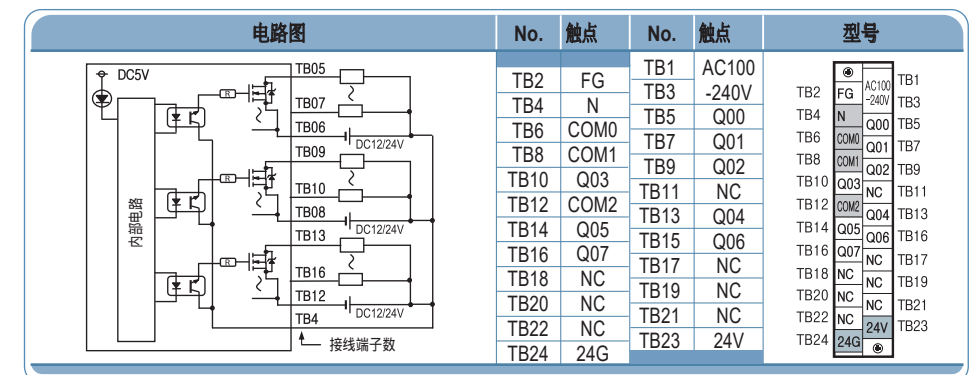 电路图 No. 触点 No. 触点 型号
DC5V
R
TB05
TB07
TB06
DC12/24V
TB09
R
TB10
TB08
DC12/24V
TB13
R
TB16
TB12
DC12/24V
TB4
内部电路
接线端子数
TB2 FG
TB4 N
TB6 COM0
TB8 COM1
TB10 Q03
TB12 COM2
TB14 Q05
TB16 Q07
TB18 NC
TB20 NC
TB22 NC
TB24 24G
TB1 AC100
TB3 -240V
TB5 Q00
TB7 Q01
TB9 Q02
TB11 NC
TB13 Q04
TB15 Q06
TB17 NC
TB19 NC
TB21 NC
TB23 24V
TB2 FG
TB4 N
TB6 COM0
TB8 COM1
TB10 Q03
TB12 COM2
TB14 Q05
TB16 Q07
TB18 NC
TB20 NC
TB22 NC
TB24 24G
AC100 TB1
-240V TB3
Q00 TB5
Q01 TB7
Q02 TB9
NC TB11
Q04 TB13
Q06 TB16
NC TB17
NC TB19
NC TB21
24V TB23